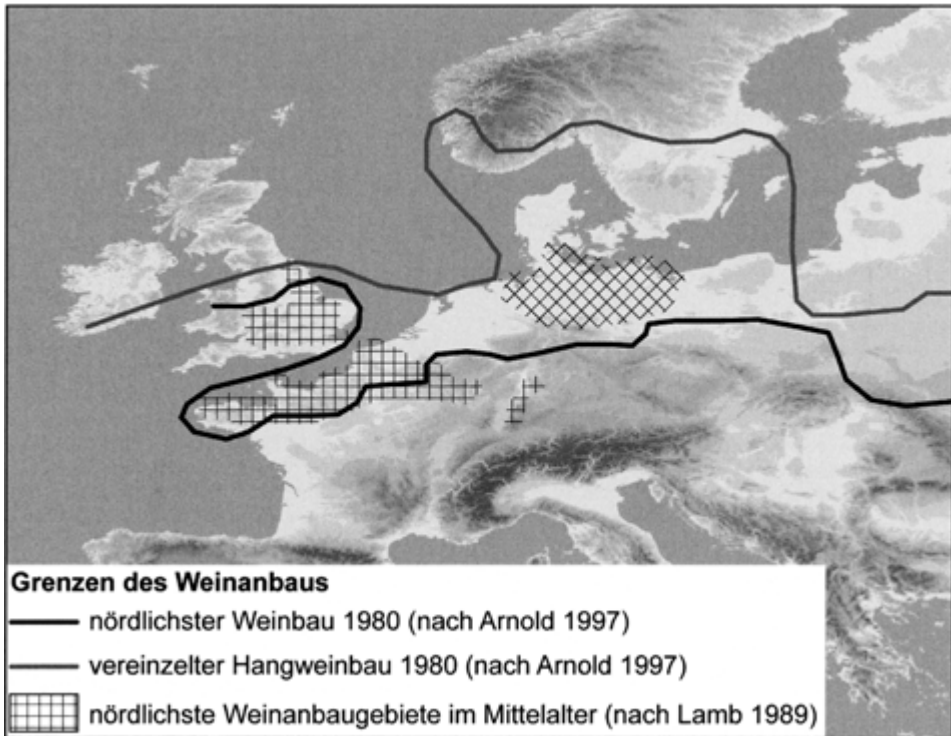 Grenzen des Weinanbaus
nördlichster Weinbau 1980 (nach Arnold 1997)
vereinzelter Hangweinbau 1980 (nach Arnold 1997)
nördlichste Weinanbaugebiete im Mittelalter (nach Lamb 1989)